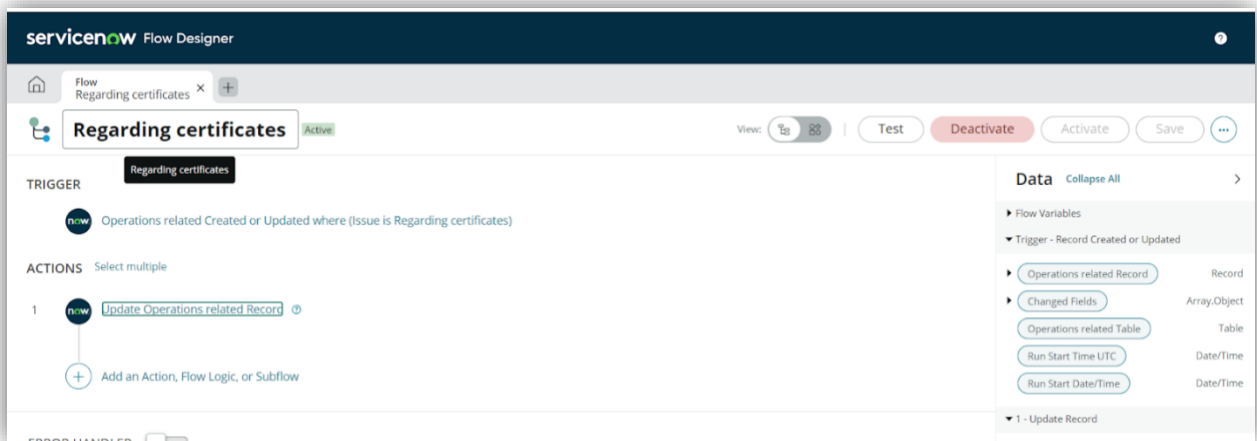 servicenow Flow Designer
Flow
Regarding certificates
Regarding certificates Active View: Test Deactivate Activate Save
Regarding certificates
TRIGGER
now Operations related Created or Updated where (Issue is Regarding certificates)
ACTIONS Select multiple
1 now Update Operations related Record
Add an Action, Flow Logic, or Subflow
ERROR HANDLER
Data Collapse All
Flow Variables
Trigger - Record Created or Updated
Operations related Record Record
Changed Fields Array.Object
Operations related Table Table
Run Start Time UTC Date/Time
Run Start Date/Time Date/Time
1 - Update Record